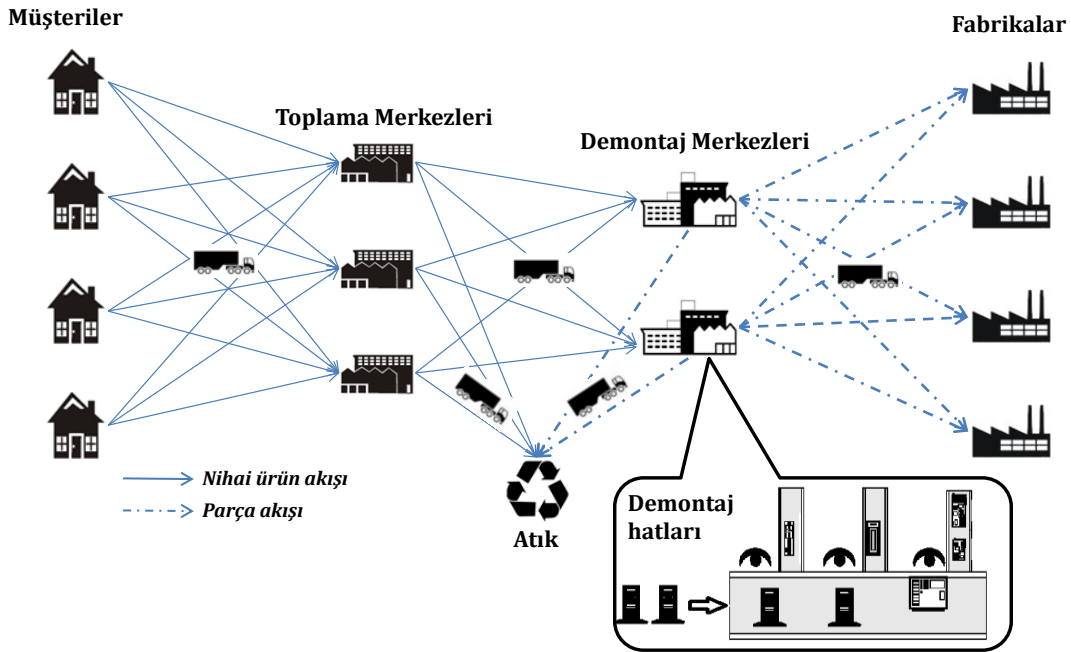 Müşteriler
Fabrikalar
Toplama Merkezleri
Demontaj Merkezleri
Nihai ürün akışı
Parça akışı
Atık
Demontaj
hatları